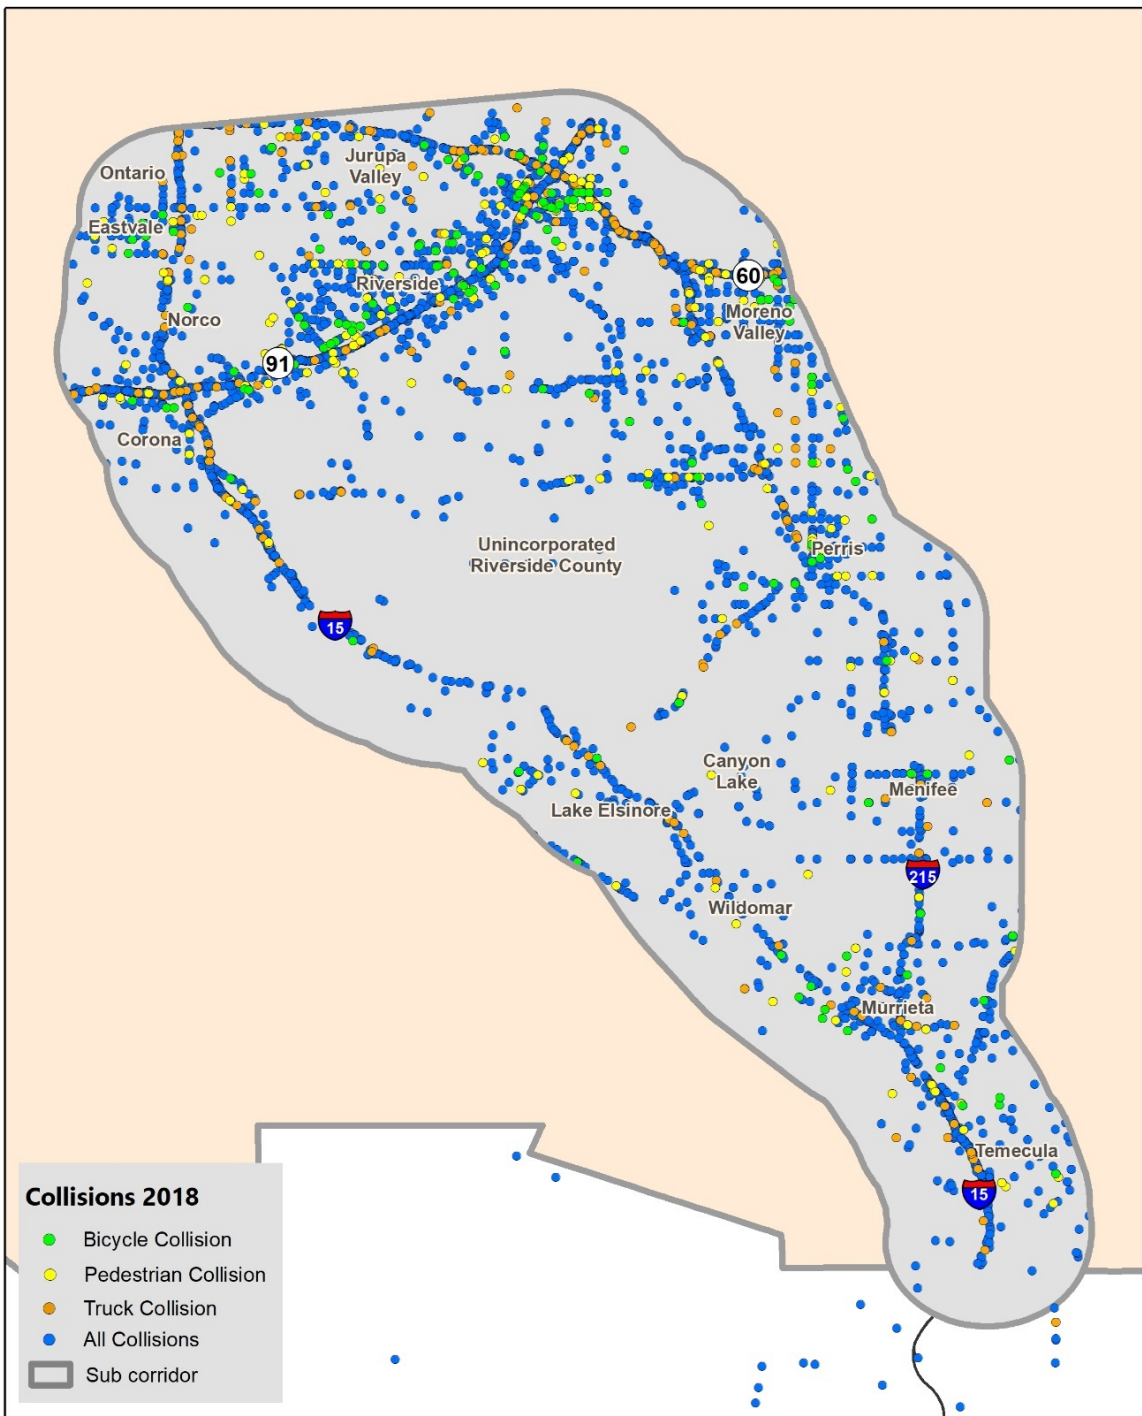 Ontario
Jurupa
Valley
Eastvale
Riverside
60
Norco
Moreno
Valley
91
Corona
Unincorporated
Riverside County
Perris
15
Canyon
Lake
Menifee
Lake Elsinore
215
Wildomar
Murrieta
Temecula
15
Collisions 2018
Bicycle Collision
Pedestrian Collision
Truck Collision
All Collisions
Sub corridor